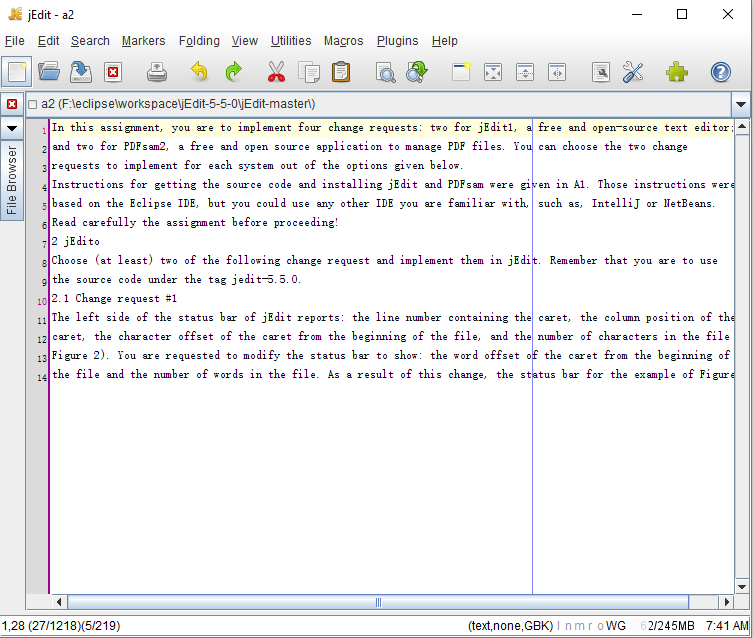 jEdit - a2
File Edit Search Markers Folding View Utilities Macros Plugins Help
a2 (F:\eclipse\workspace\jEdit-5-5-0\jEdit-master\)
File Browser
1 In this assignment, you are to implement four change requests: two for jEdit1, a free and open-source text editor;
2 and two for PDFsam2, a free and open source application to manage PDF files. You can choose the two change
3 requests to implement for each system out of the options given below.
4 Instructions for getting the source code and installing jEdit and PDFsam were given in A1. Those instructions were
5 based on the Eclipse IDE, but you could use any other IDE you are familiar with, such as, IntelliJ or NetBeans.
6 Read carefully the assignment before proceeding!
7 2 jEdito
8 Choose (at least) two of the following change request and implement them in jEdit. Remember that you are to use
9 the source code under the tag jedit-5.5.0.
10 2.1 Change request #1
11 The left side of the status bar of jEdit reports: the line number containing the caret, the column position of the
12 caret, the character offset of the caret from the beginning of the file, and the number of characters in the file
13 Figure 2). You are requested to modify the status bar to show: the word offset of the caret from the beginning of
14 the file and the number of words in the file. As a result of this change, the status bar for the example of Figure
1,28 (27/1218)(5/219) (text,none,GBK) l n m r o WG 62/245MB 7:41 AM